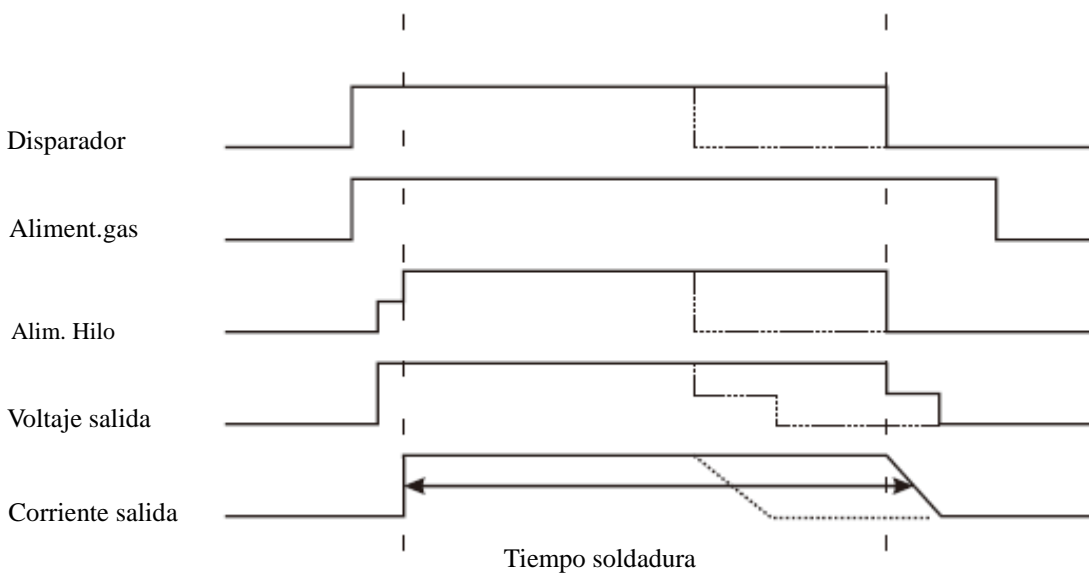 Disparador
Aliment.gas
Alim. Hilo
Voltaje salida
Corriente salida
Tiempo soldadura